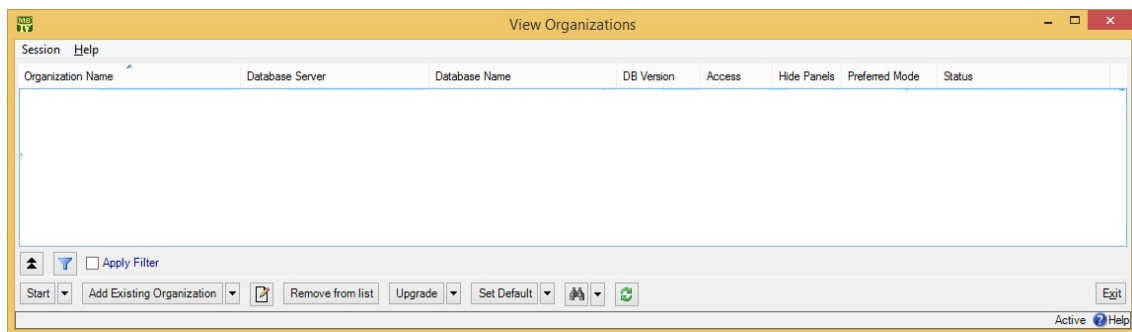 MB
View Organizations
Session Help
Organization Name Database Server Database Name DB Version Access Hide Panels Preferred Mode Status
Apply Filter
Start Add Existing Organization Remove from list Upgrade Set Default Exit
Active Help